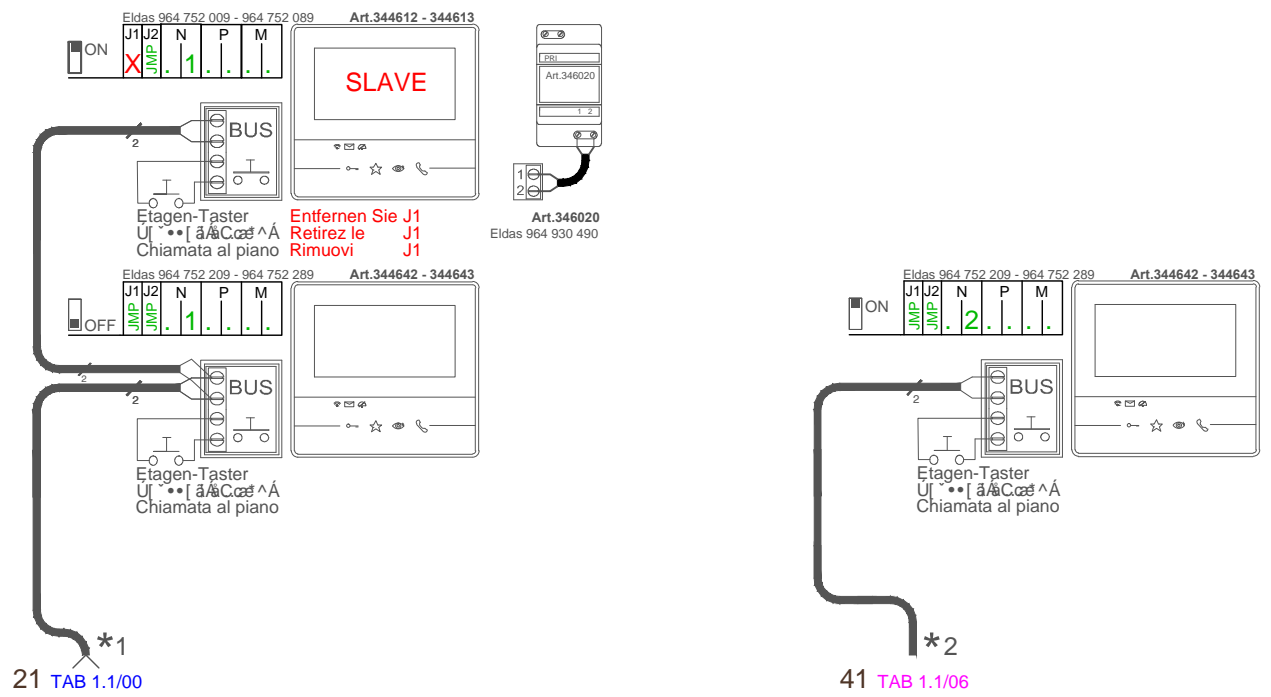 Eldas 964 752 009 - 964 752 089
Art.344612 - 344613
ON
J1 J2 N P M
X JMP . 1 . . . .
SLAVE
PRI
Art.346020
1 2
BUS
2
1
2
Etagen-Taster
Chiamata al piano
Entfernen Sie J1
Retirez le J1
Rimuovi J1
Art.346020
Eldas 964 930 490
Eldas 964 752 209 - 964 752 289
Art.344642 - 344643
OFF
J1 J2 N P M
JMP JMP . 1 . . . .
BUS
2
2
Etagen-Taster
Chiamata al piano
*1
21 TAB 1.1/00
Eldas 964 752 209 - 964 752 289
Art.344642 - 344643
ON
J1 J2 N P M
JMP JMP . 2 . . . .
BUS
2
Etagen-Taster
Chiamata al piano
*2
41 TAB 1.1/06